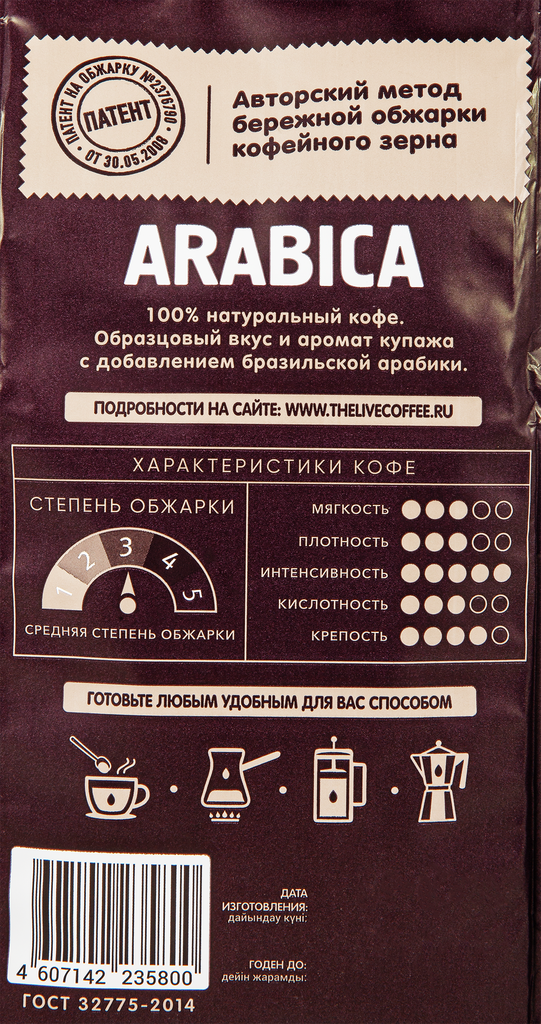 ПАТЕНТ НА ОБЖАРКУ №2376790
ПАТЕНТ
ОТ 30.05.2008
Авторский метод
бережной обжарки
кофейного зерна
ARABICA
100% натуральный кофе.
Образцовый вкус и аромат купажа
с добавлением бразильской арабики.
ПОДРОБНОСТИ НА САЙТЕ: WWW.THELIVECOFFEE.RU
ХАРАКТЕРИСТИКИ КОФЕ
СТЕПЕНЬ ОБЖАРКИ
1 2 3 4 5
СРЕДНЯЯ СТЕПЕНЬ ОБЖАРКИ
МЯГКОСТЬ
ПЛОТНОСТЬ
ИНТЕНСИВНОСТЬ
КИСЛОТНОСТЬ
КРЕПОСТЬ
ГОТОВЬТЕ ЛЮБЫМ УДОБНЫМ ДЛЯ ВАС СПОСОБОМ
4 607142 235800
ГОСТ 32775-2014
ДАТА
ИЗГОТОВЛЕНИЯ:
дайындау күні:
ГОДЕН ДО:
дейін жарамды: